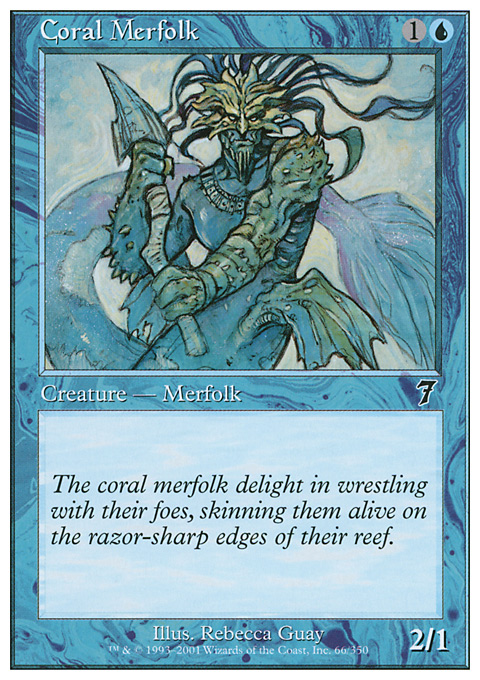 Coral Merfolk 1
Creature — Merfolk 7
The coral merfolk delight in wrestling
with their foes, skinning them alive on
the razor-sharp edges of their reef.
Illus. Rebecca Guay
™ & © 1993–2001 Wizards of the Coast, Inc. 66/350
2/1